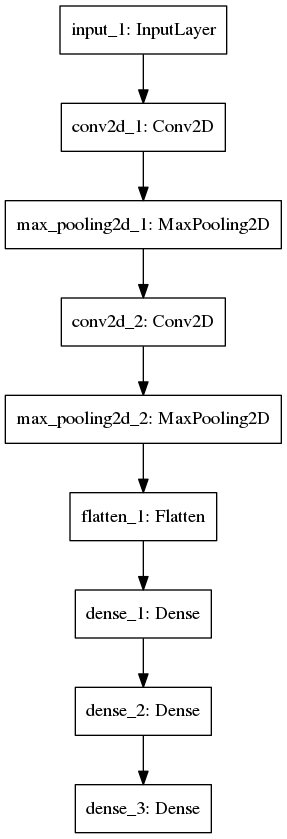 input_1: InputLayer
conv2d_1: Conv2D
max_pooling2d_1: MaxPooling2D
conv2d_2: Conv2D
max_pooling2d_2: MaxPooling2D
flatten_1: Flatten
dense_1: Dense
dense_2: Dense
dense_3: Dense